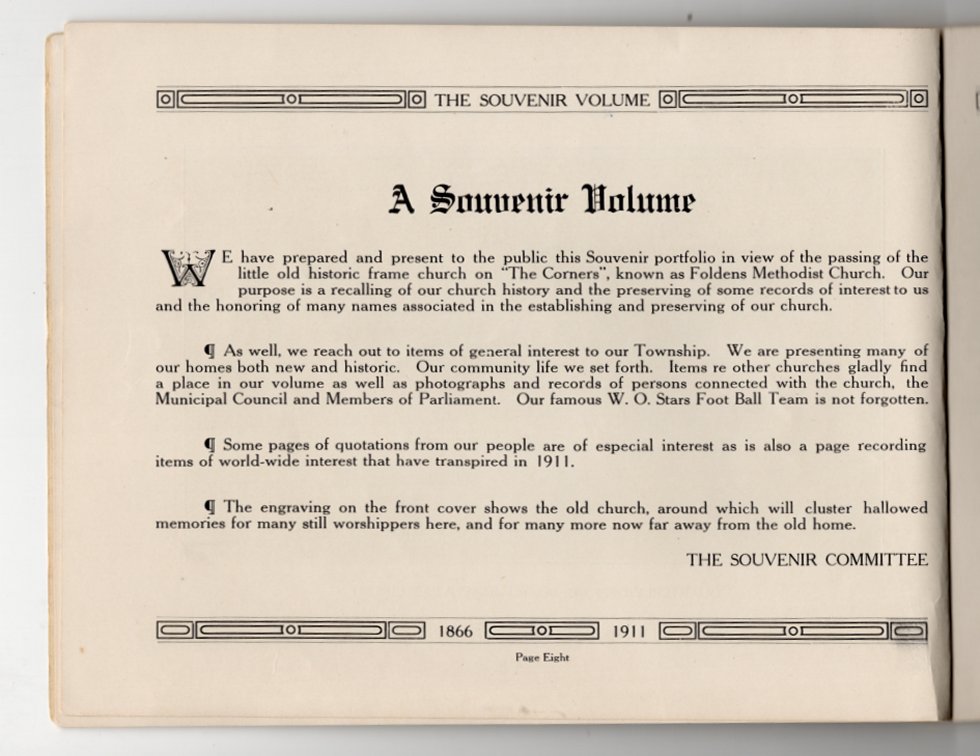 THE SOUVENIR VOLUME
A Souvenir Volume
WE have prepared and present to the public this Souvenir portfolio in view of the passing of the
little old historic frame church on "The Corners", known as Foldens Methodist Church. Our
purpose is a recalling of our church history and the preserving of some records of interest to us
and the honoring of many names associated in the establishing and preserving of our church.
¶ As well, we reach out to items of general interest to our Township. We are presenting many of
our homes both new and historic. Our community life we set forth. Items re other churches gladly find
a place in our volume as well as photographs and records of persons connected with the church, the
Municipal Council and Members of Parliament. Our famous W. O. Stars Foot Ball Team is not forgotten.
¶ Some pages of quotations from our people are of especial interest as is also a page recording
items of world-wide interest that have transpired in 1911.
¶ The engraving on the front cover shows the old church, around which will cluster hallowed
memories for many still worshippers here, and for many more now far away from the old home.
THE SOUVENIR COMMITTEE
1866 1911
Page Eight